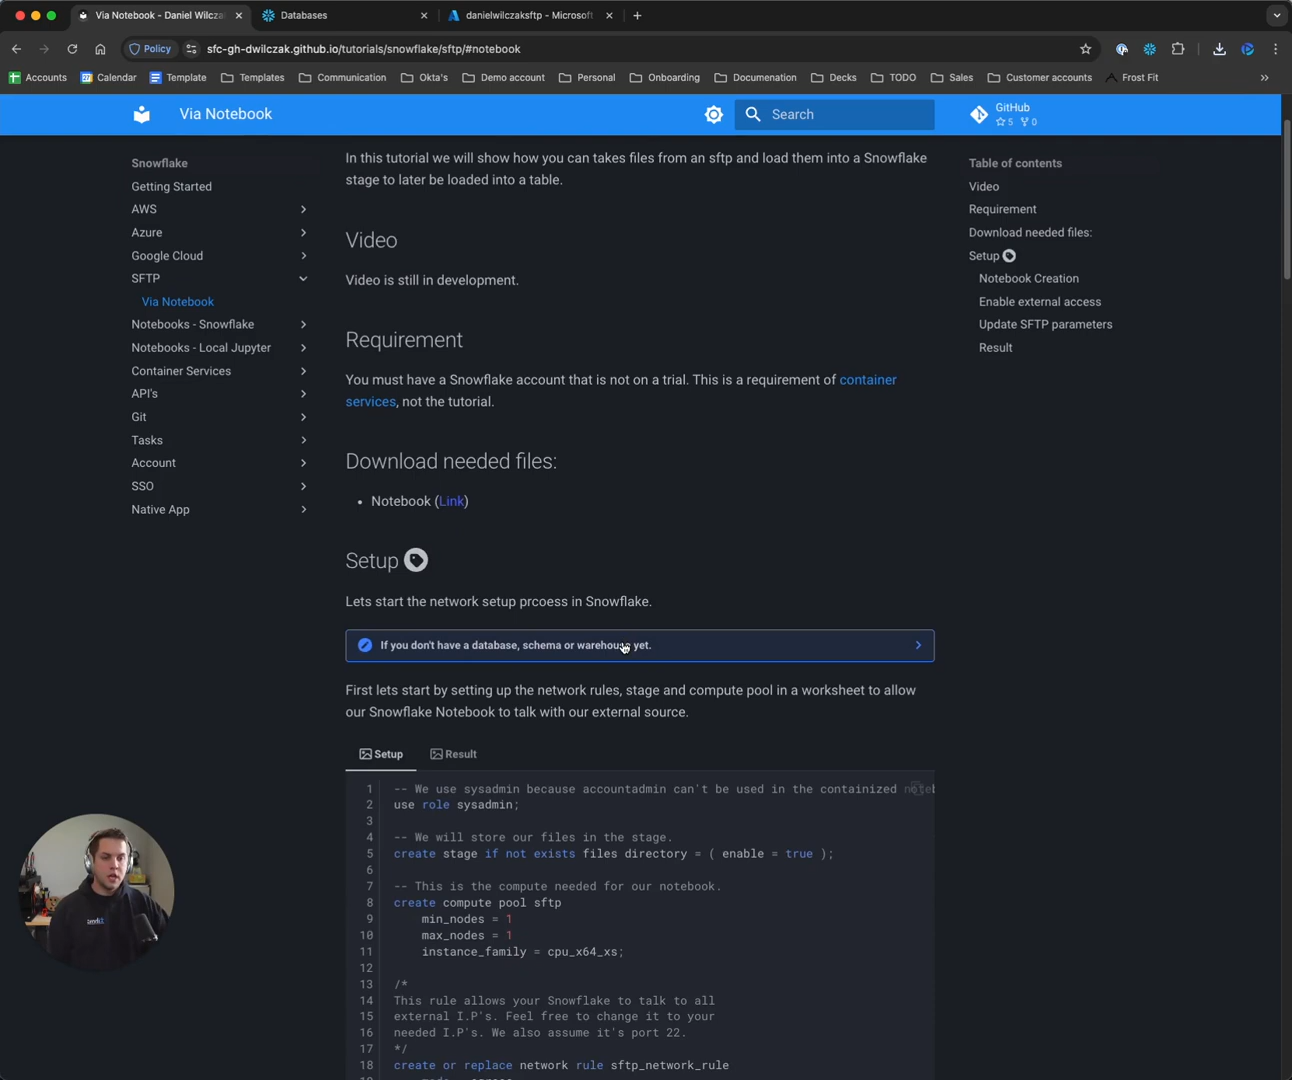 Via Notebook - Daniel Wilcza
Databases
danielwilczaksftp - Microsoft
Policy
sfc-gh-dwilczak.github.io/tutorials/snowflake/sftp/#notebook
Accounts
Calendar
Template
Templates
Communication
Okta's
Demo account
Personal
Onboarding
Documenation
Decks
TODO
Sales
Customer accounts
Frost Fit
Via Notebook
Search
GitHub
5 0
Snowflake
Getting Started
AWS
Azure
Google Cloud
SFTP
Via Notebook
Notebooks - Snowflake
Notebooks - Local Jupyter
Container Services
API's
Git
Tasks
Account
SSO
Native App
In this tutorial we will show how you can takes files from an sftp and load them into a Snowflake
stage to later be loaded into a table.
Video
Video is still in development.
Requirement
You must have a Snowflake account that is not on a trial. This is a requirement of container
services, not the tutorial.
Download needed files:
• Notebook (Link)
Setup
Lets start the network setup prcoess in Snowflake.
If you don't have a database, schema or warehouse yet.
First lets start by setting up the network rules, stage and compute pool in a worksheet to allow
our Snowflake Notebook to talk with our external source.
Setup
Result
1 -- We use sysadmin because accountadmin can't be used in the containized noteb
2 use role sysadmin;
3
4 -- We will store our files in the stage.
5 create stage if not exists files directory = ( enable = true );
6
7 -- This is the compute needed for our notebook.
8 create compute pool sftp
9 min_nodes = 1
10 max_nodes = 1
11 instance_family = cpu_x64_xs;
12
13 /*
14 This rule allows your Snowflake to talk to all
15 external I.P's. Feel free to change it to your
16 needed I.P's. We also assume it's port 22.
17 */
18 create or replace network rule sftp_network_rule
Table of contents
Video
Requirement
Download needed files:
Setup
Notebook Creation
Enable external access
Update SFTP parameters
Result